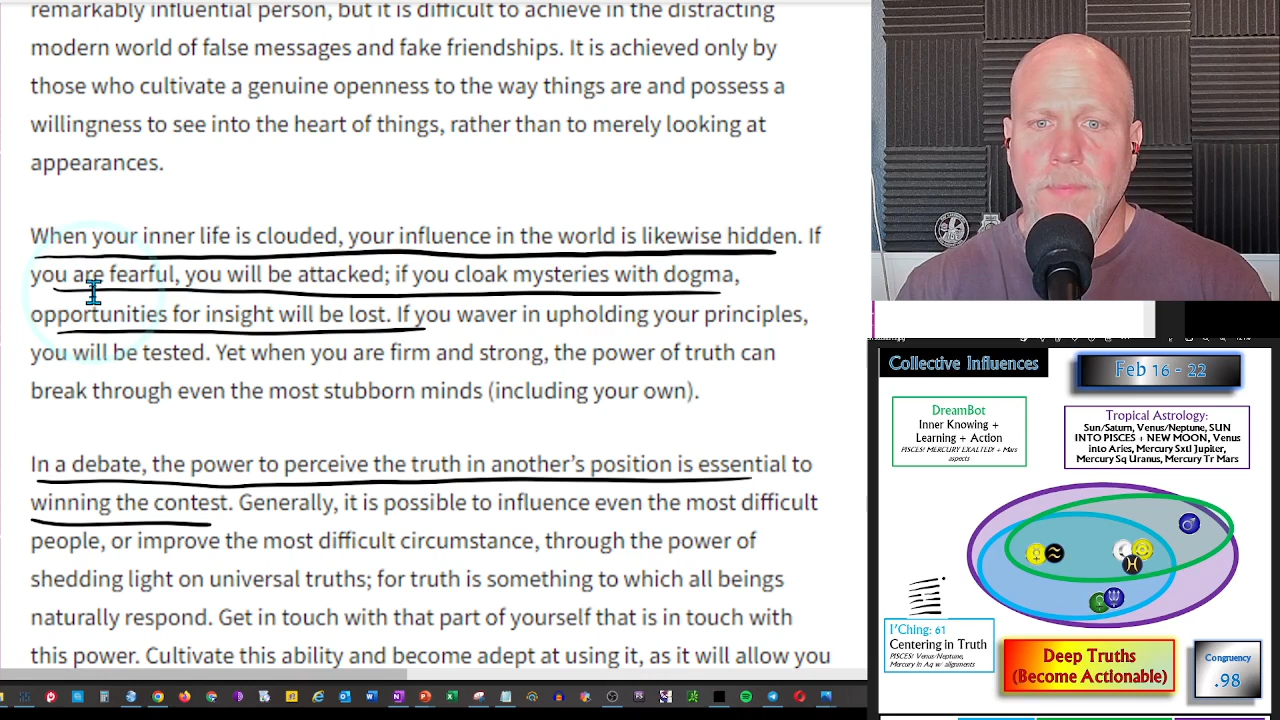 remarkably influential person, but it is difficult to achieve in the distracting
modern world of false messages and fake friendships. It is achieved only by
those who cultivate a genuine openness to the way things are and possess a
willingness to see into the heart of things, rather than to merely looking at
appearances.
When your inner life is clouded, your influence in the world is likewise hidden. If
you are fearful, you will be attacked; if you cloak mysteries with dogma,
opportunities for insight will be lost. If you waver in upholding your principles,
you will be tested. Yet when you are firm and strong, the power of truth can
break through even the most stubborn minds (including your own).
In a debate, the power to perceive the truth in another's position is essential to
winning the contest. Generally, it is possible to influence even the most difficult
people, or improve the most difficult circumstance, through the power of
shedding light on universal truths; for truth is something to which all beings
naturally respond. Get in touch with that part of yourself that is in touch with
this power. Cultivate this ability and become adept at using it, as it will allow you
Collective Influences
Feb 16 - 22
DreamBot
Inner Knowing +
Learning + Action
PISCES! MERCURY EXALTED! + Mars
aspects
Tropical Astrology:
Sun/Saturn, Venus/Neptune, SUN
INTO PISCES + NEW MOON, Venus
into Aries, Mercury Sxtl Jupiter,
Mercury Sq Uranus, Mercury Tr Mars
I'Ching: 61
Centering in Truth
PISCES! Venus/Neptune,
Mercury in Aq w/ alignments
Deep Truths
(Become Actionable)
Congruency
.98